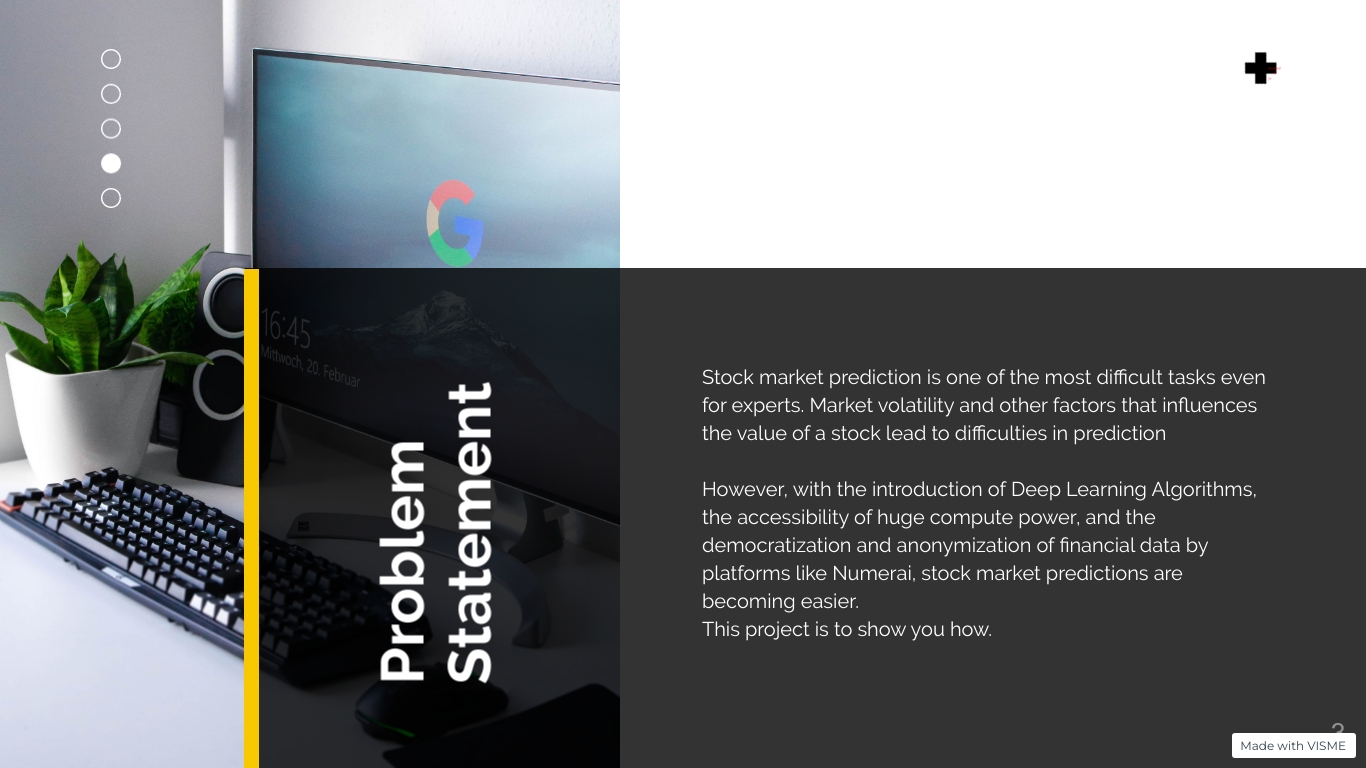 16:45
Mittwoch, 20. Februar
Problem
Statement
Stock market prediction is one of the most difficult tasks even
for experts. Market volatility and other factors that influences
the value of a stock lead to difficulties in prediction
However, with the introduction of Deep Learning Algorithms,
the accessibility of huge compute power, and the
democratization and anonymization of financial data by
platforms like Numerai, stock market predictions are
becoming easier.
This project is to show you how.
3
Made with VISME